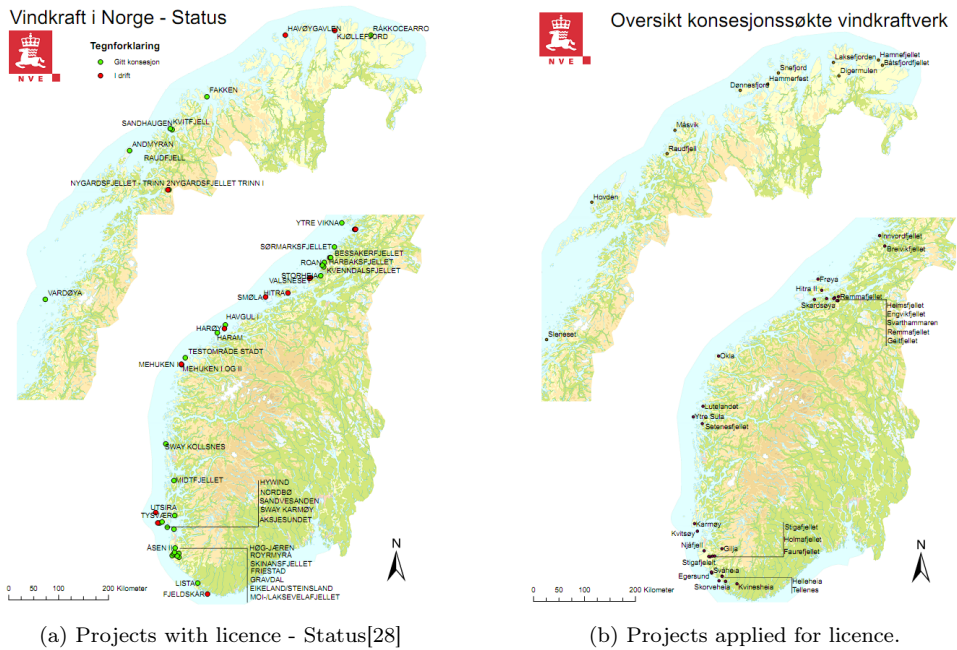 Vindkraft i Norge - Status
NVE
Tegnforklaring
Gitt konsesjon
I drift
HAVØYGAVLEN
KJØLLEFJORD
RÅKKOCEARRO
FAKKEN
SANDHAUGEN
KVITFJELL
ANDMYRAN
RAUDFJELL
NYGÅRDSFJELLET - TRINN 2
NYGÅRDSFJELLET TRINN I
YTRE VIKNA
SØRMARKSFJELLET
BESSAKERFJELLET
ROAN
HARBAKSFJELLET
KVENNDALSFJELLET
STORHEIA
VALSNESET
HITRA
SMØLA
VARDØYA
HAVGUL I
HARØY
HARAM
TESTOMRÅDE STADT
MEHUKEN II
MEHUKEN I OG II
SWAY KOLLSNES
MIDTFJELLET
HYWIND
NORDBØ
SANDVESANDEN
SWAY KARMØY
AKSJESUNDET
UTSIRA
TYSVÆR
ÅSEN II
HØG-JÆREN
RØYRMYRA
SKINANSFJELLET
FRIESTAD
GRAVDAL
EIKELAND/STEINSLAND
MOI-/LAKSEVELAFJELLET
LISTA
FJELDSKÅR
N
0 50 100 200 Kilometer
(a) Projects with licence - Status[28]
Oversikt konsesjonssøkte vindkraftverk
NVE
Laksefjorden
Hamnefjellet
Båtsfjordfjellet
Snefjord
Hammerfest
Digermulen
Dønnesfjord
Måsvik
Raudfjell
Hovden
Innvordfjellet
Breivikfjellet
Frøya
Hitra II
Skardsøya
Remmafjellet
Heimsfjellet
Engvikfjellet
Svarthammaren
Remmafjellet
Geitfjellet
Sleneset
Okla
Lutelandet
Ytre Sula
Setenesfjellet
Karmøy
Kvitsøy
Njåfjell
Gilja
Stigafjellet
Stigafjellet
Holmafjellet
Faurefjellet
Svåheia
Egersund
Skorveheia
Kvinesheia
Helleheia
Tellenes
N
0 50 100 200 Kilometer
(b) Projects applied for licence.